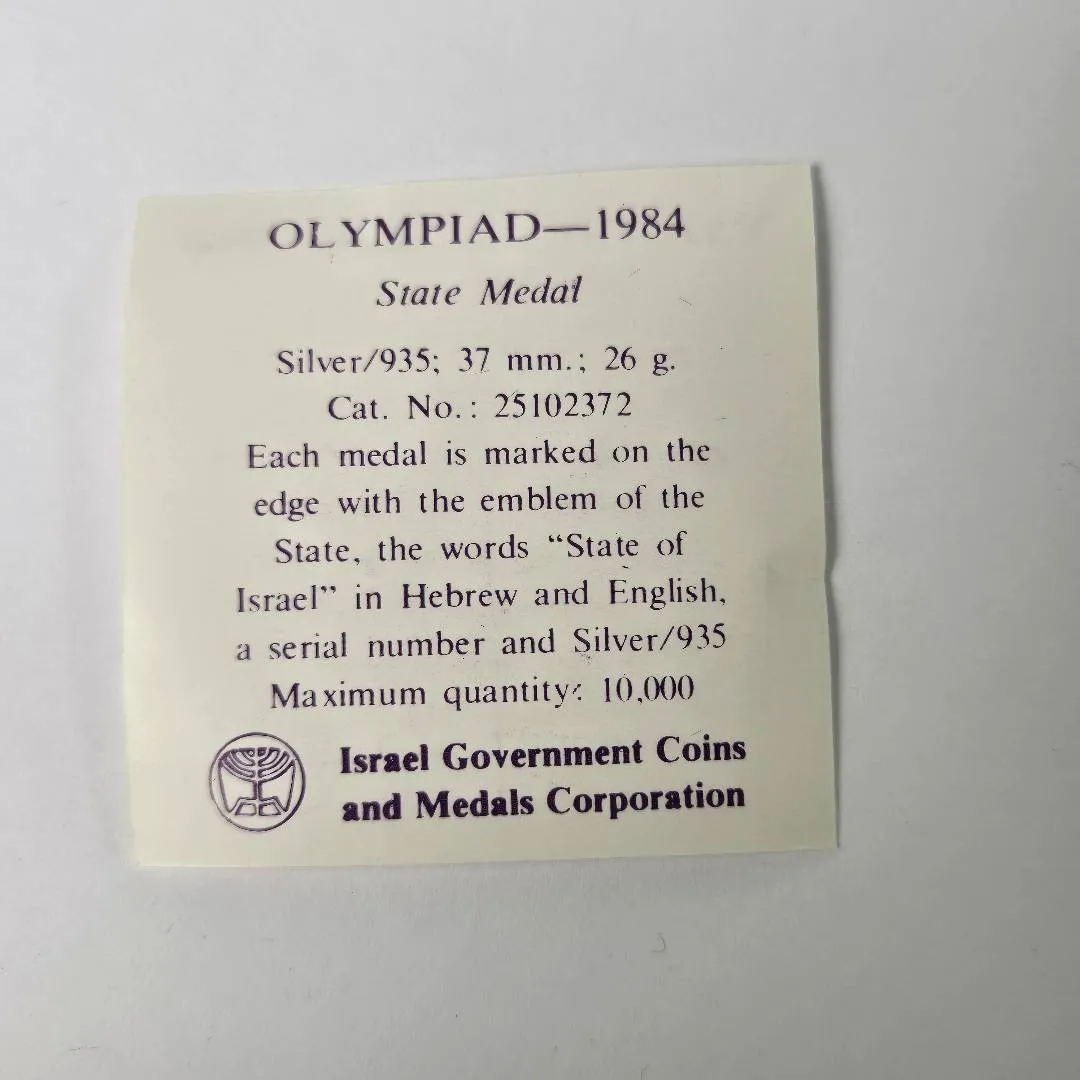 OLYMPIAD—1984
State Medal
Silver/935; 37 mm.; 26 g.
Cat. No.: 25102372
Each medal is marked on the
edge with the emblem of the
State, the words “State of
Israel” in Hebrew and English,
a serial number and Silver/935
Maximum quantity: 10,000
Israel Government Coins
and Medals Corporation